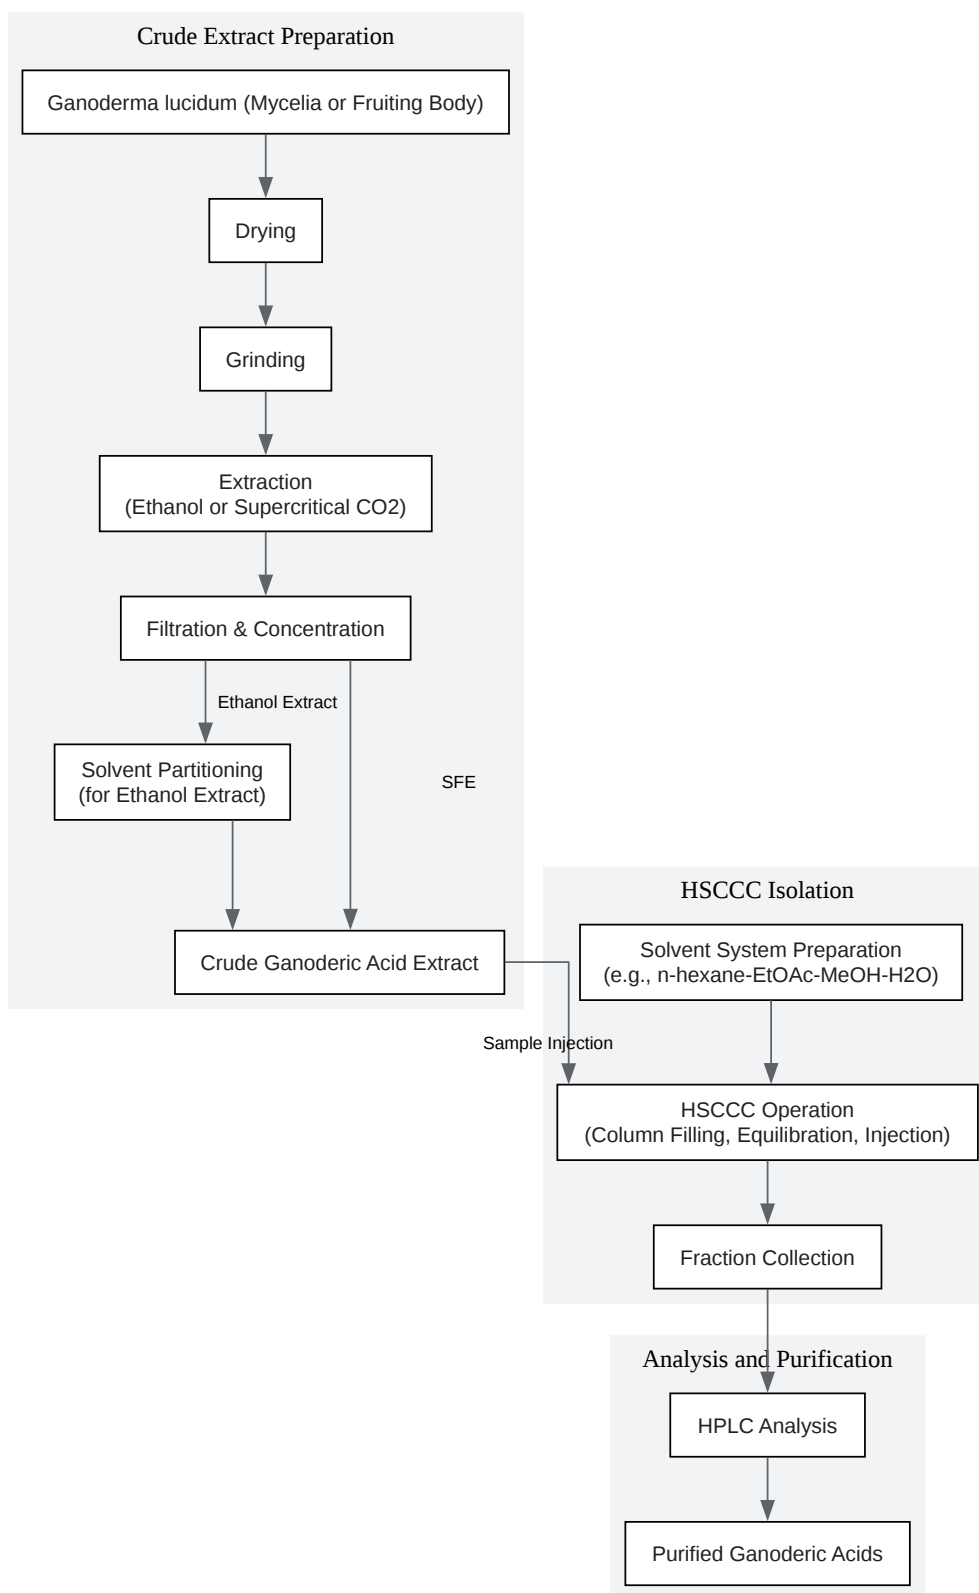 Crude Extract Preparation
Ganoderma lucidum (Mycelia or Fruiting Body)
Drying
Grinding
Extraction
(Ethanol or Supercritical CO2)
Filtration & Concentration
Ethanol Extract
Solvent Partitioning
(for Ethanol Extract)
SFE
Crude Ganoderic Acid Extract
HSCCC Isolation
Solvent System Preparation
(e.g., n-hexane-EtOAc-MeOH-H2O)
Sample Injection
HSCCC Operation
(Column Filling, Equilibration, Injection)
Fraction Collection
Analysis and Purification
HPLC Analysis
Purified Ganoderic Acids